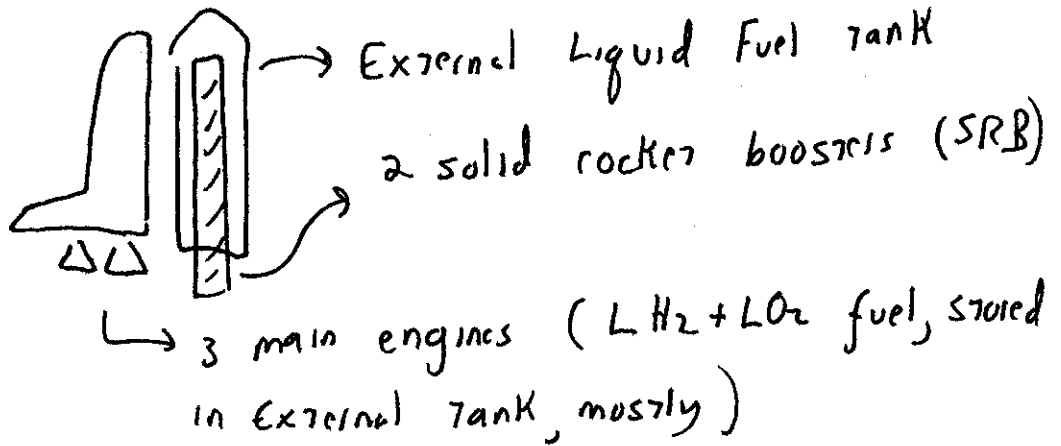 External Liquid Fuel Tank
2 solid rocket boosters (SRB)
3 main engines (LH2 + LO2 fuel, stored
in External Tank, mostly)